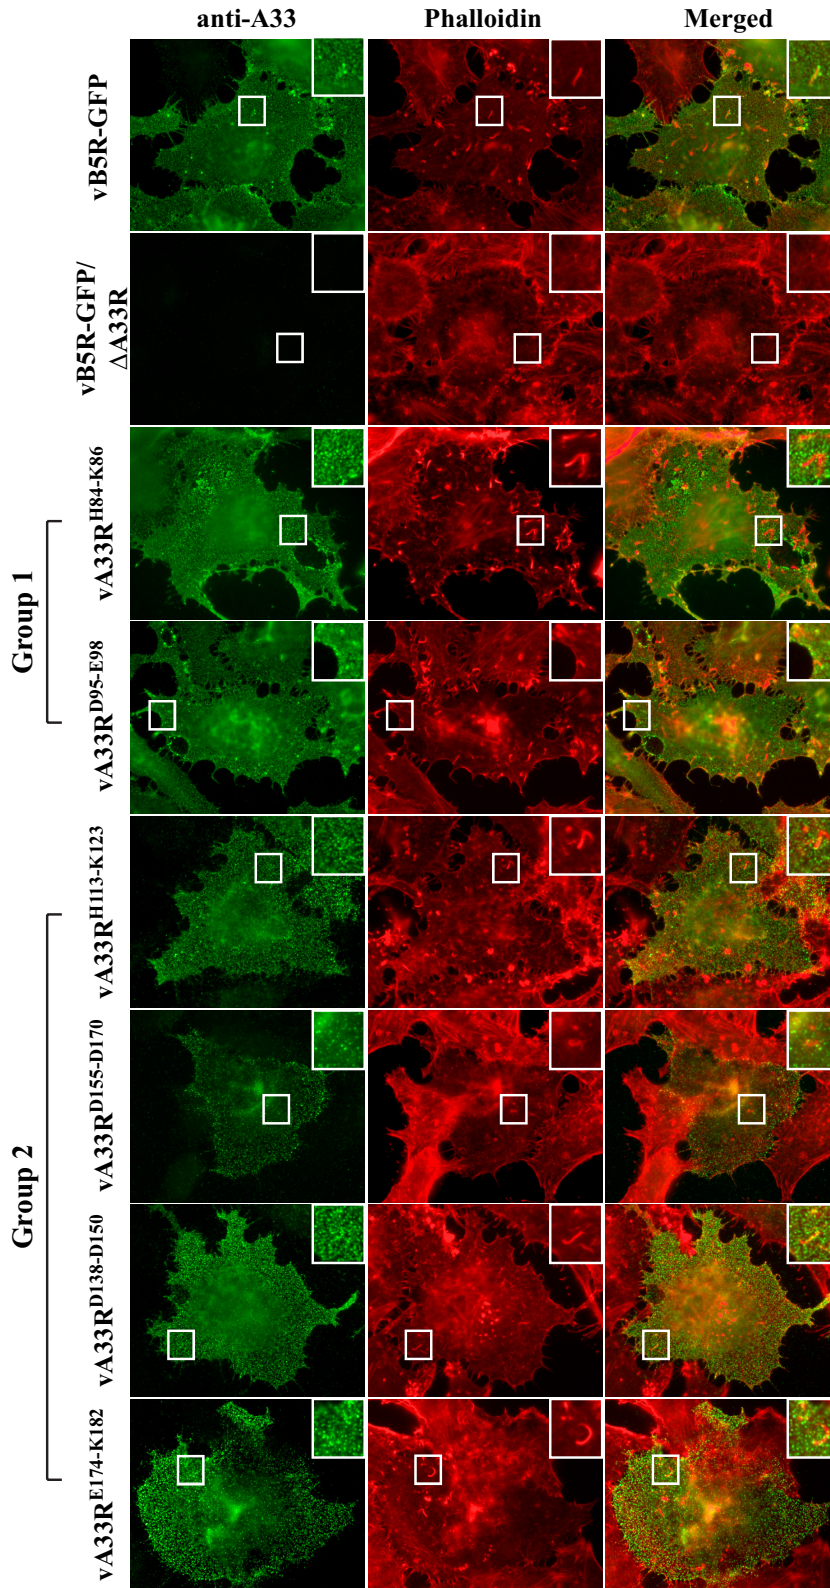 anti-A33 Phalloidin Merged
vB5R-GFP
vB5R-GFP/
ΔA33R
Group 1
vA33R^H84-K86
vA33R^D95-E98
Group 2
vA33R^H113-K123
vA33R^D155-D170
vA33R^D138-D150
vA33R^E174-K182